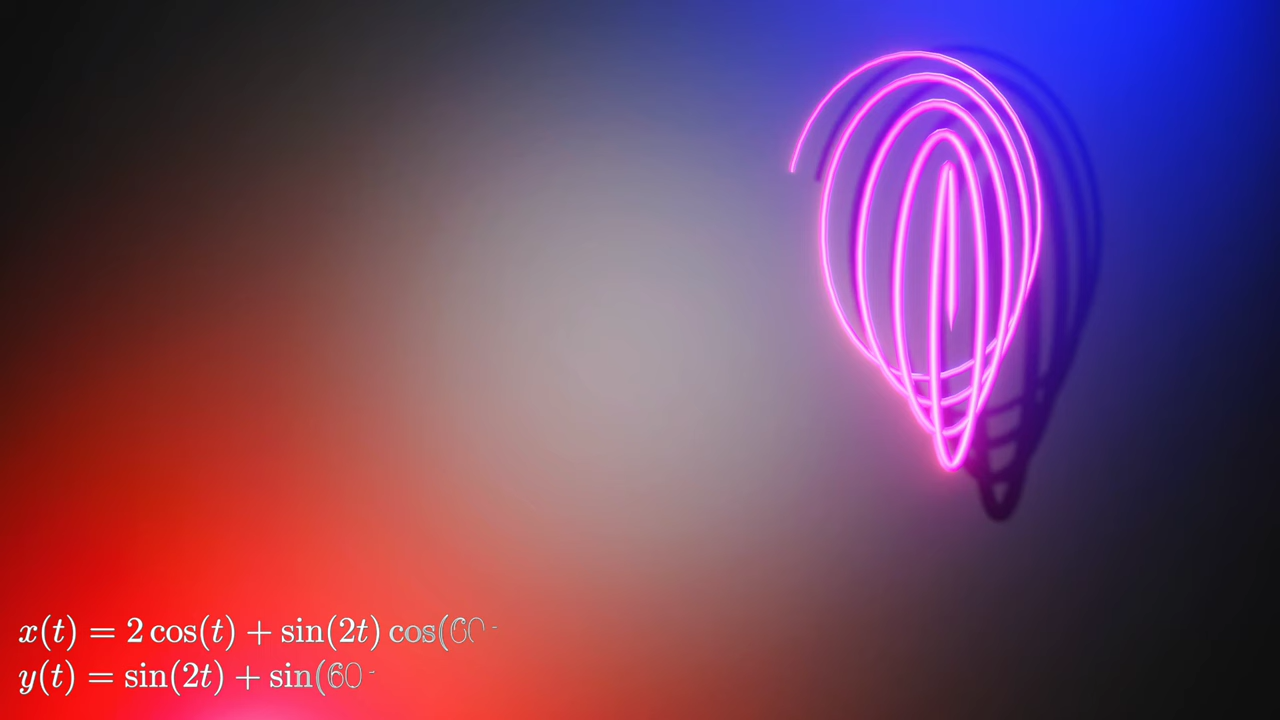 x(t) = 2 cos(t) + sin(2t) cos(60
y(t) = sin(2t) + sin(60